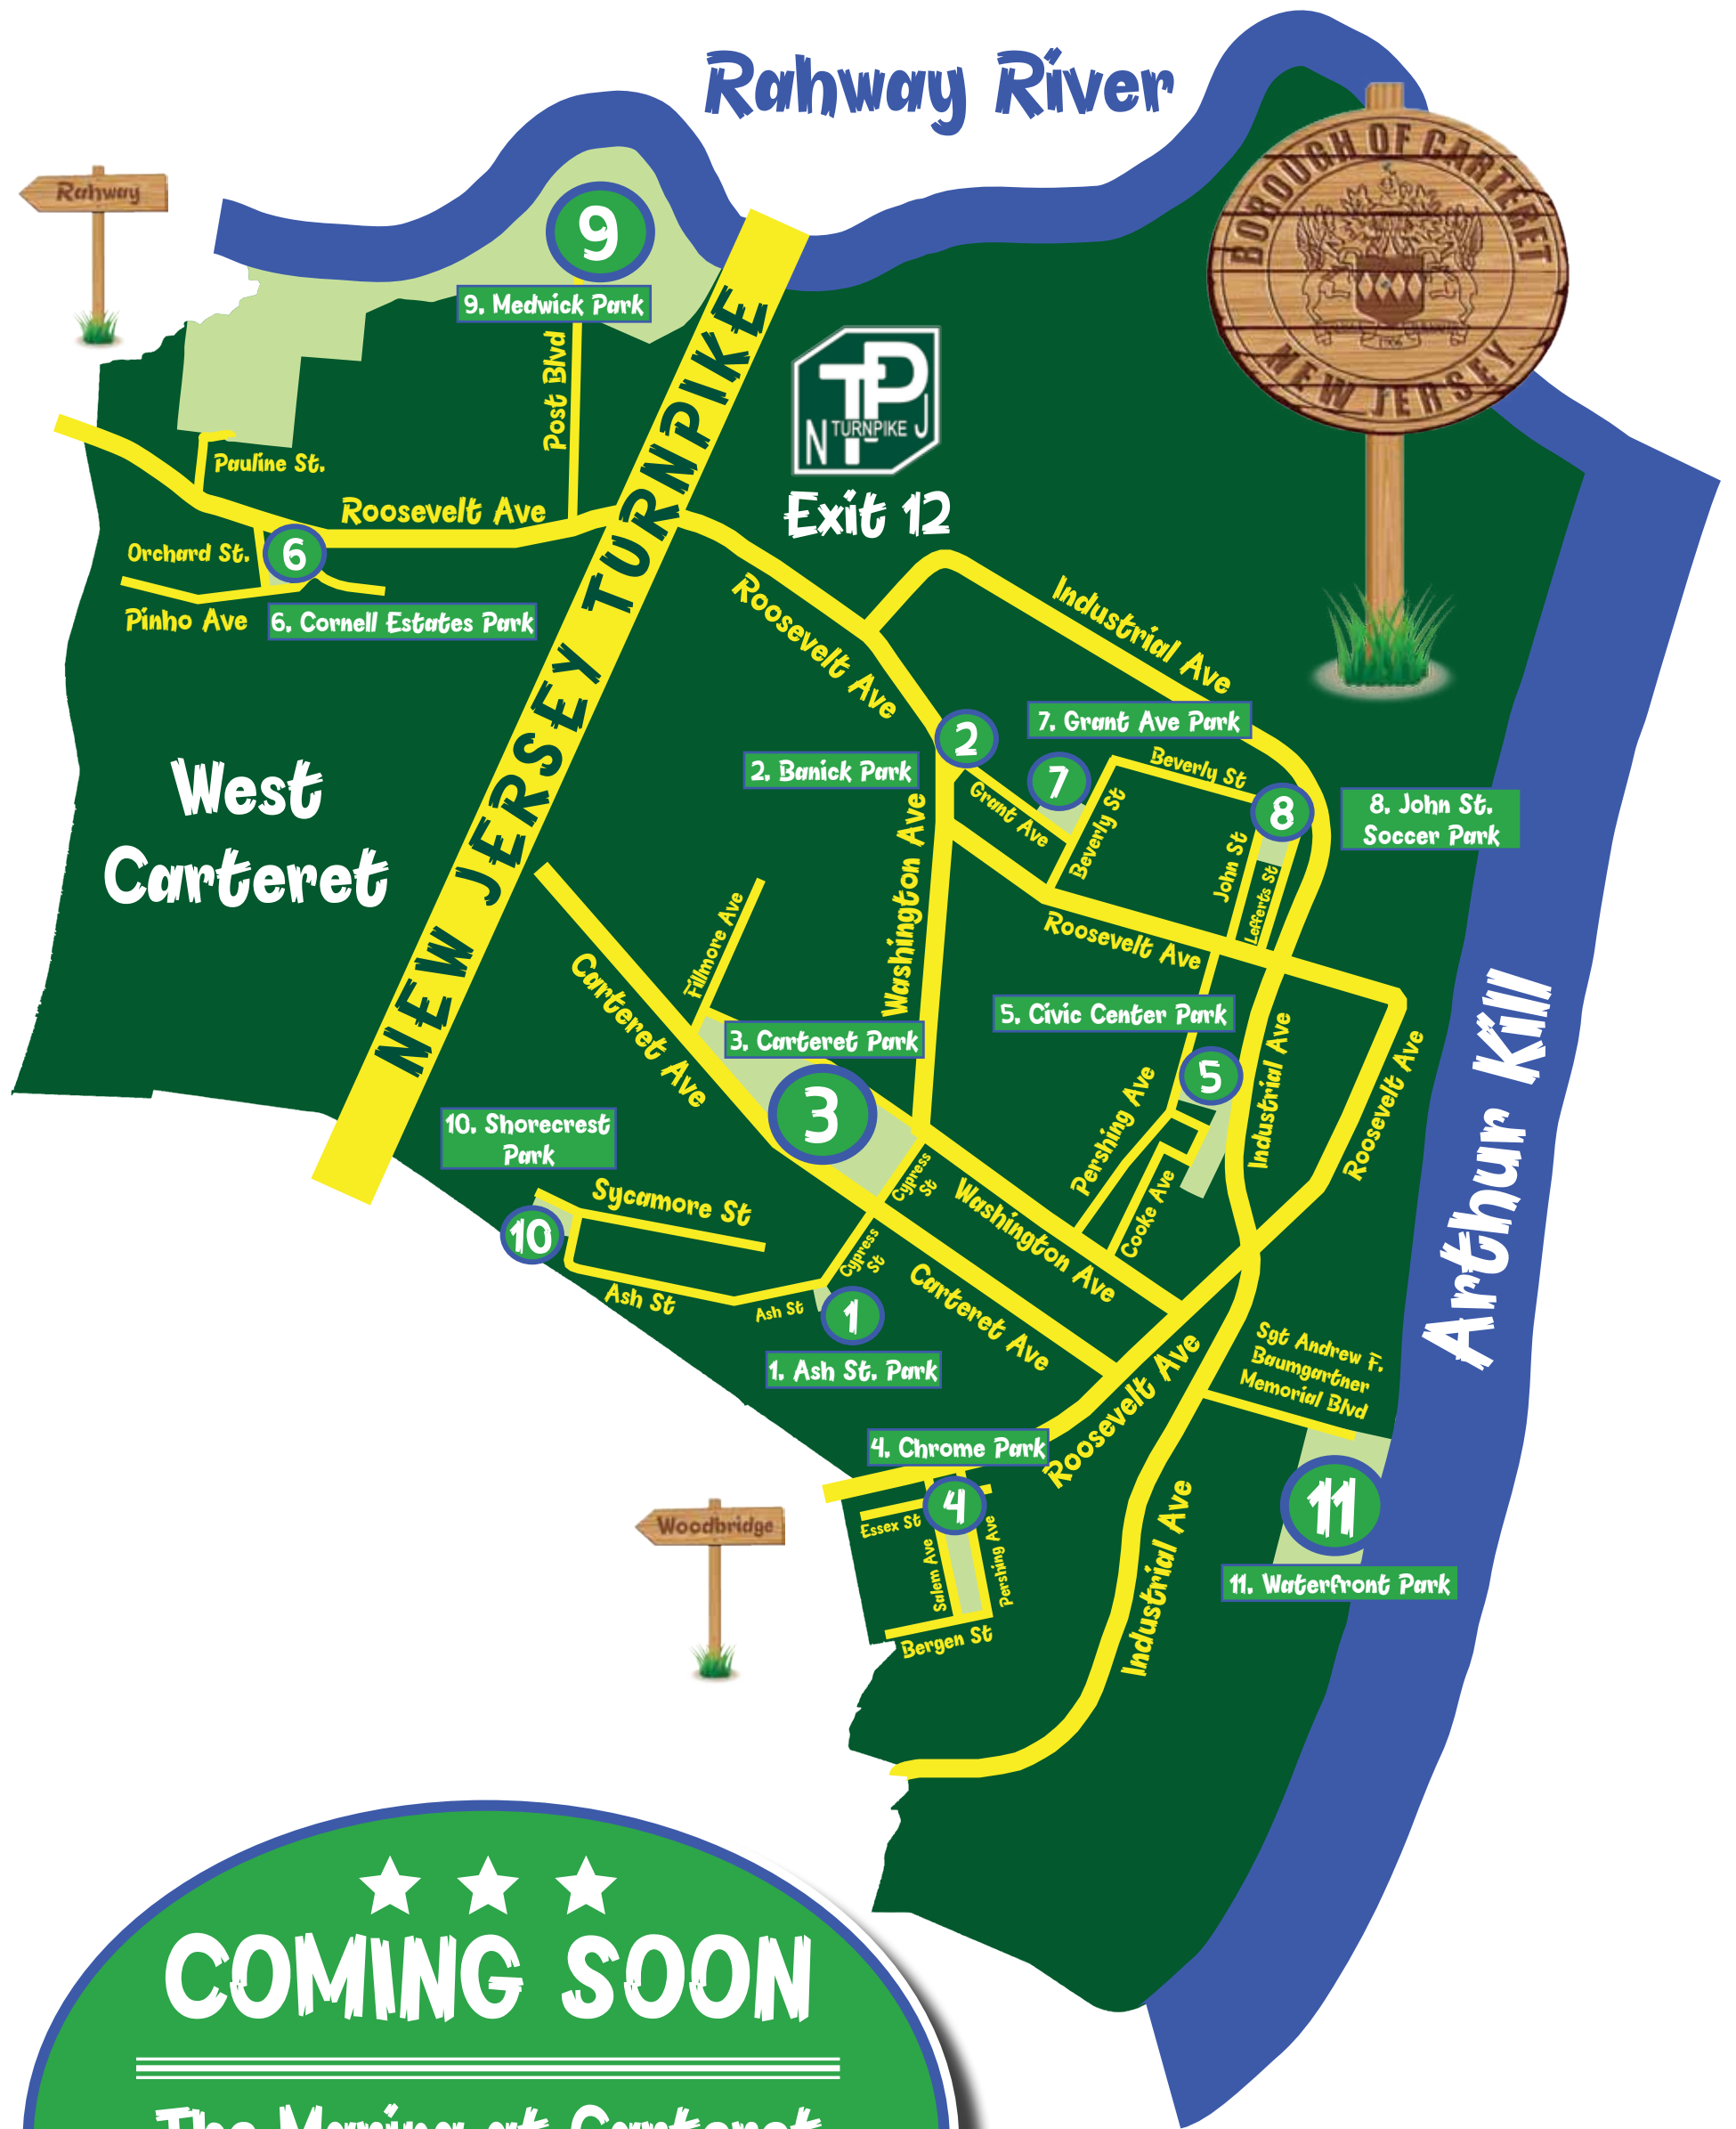 Rahway River
BOROUGH OF CARTERET
NEW JERSEY
Rahway
9
9. Medwick Park
Post Blvd
NEW JERSEY TURNPIKE
TP
N TURNPIKE J
Exit 12
Pauline St.
Roosevelt Ave
Orchard St.
6
Pinho Ave
6. Cornell Estates Park
Roosevelt Ave
Industrial Ave
West
Carteret
2
2. Banick Park
7. Grant Ave Park
7
Grant Ave
Beverly St
Beverly St
8
8. John St.
Soccer Park
John St
Lefferts St
Washington Ave
Roosevelt Ave
Fillmore Ave
Carteret Ave
3. Carteret Park
3
5. Civic Center Park
5
Pershing Ave
Cooke Ave
Industrial Ave
Roosevelt Ave
Arthur Kill
10. Shorecrest
Park
10
Sycamore St
Ash St
Ash St
Cypress
St
Cypress
St
Washington Ave
Carteret Ave
1
1. Ash St. Park
Roosevelt Ave
Sgt Andrew F.
Baumgartner
Memorial Blvd
4. Chrome Park
4
Essex St
Salem Ave
Pershing Ave
Bergen St
Industrial Ave
11
11. Waterfront Park
Woodbridge
COMING SOON